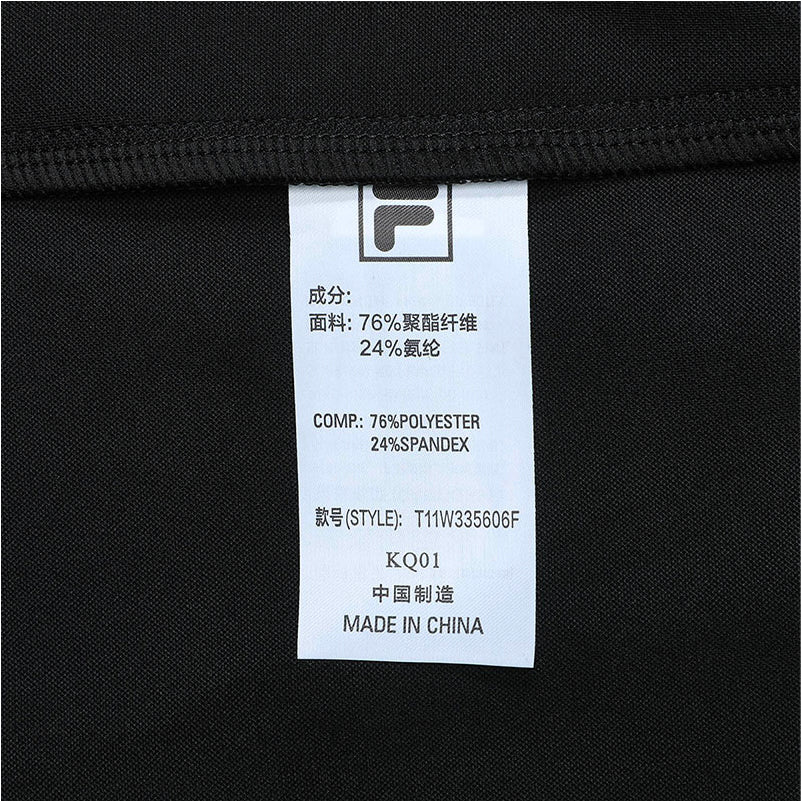 成分:
面料: 76%聚酯纤维
24%氨纶
COMP.: 76%POLYESTER
24%SPANDEX
款号(STYLE): T11W335606F
KQ01
中国制造
MADE IN CHINA